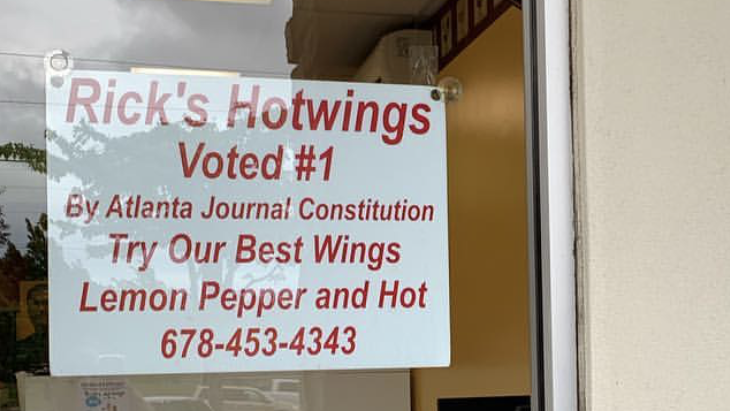 Rick's Hotwings
Voted #1
By Atlanta Journal Constitution
Try Our Best Wings
Lemon Pepper and Hot
678-453-4343